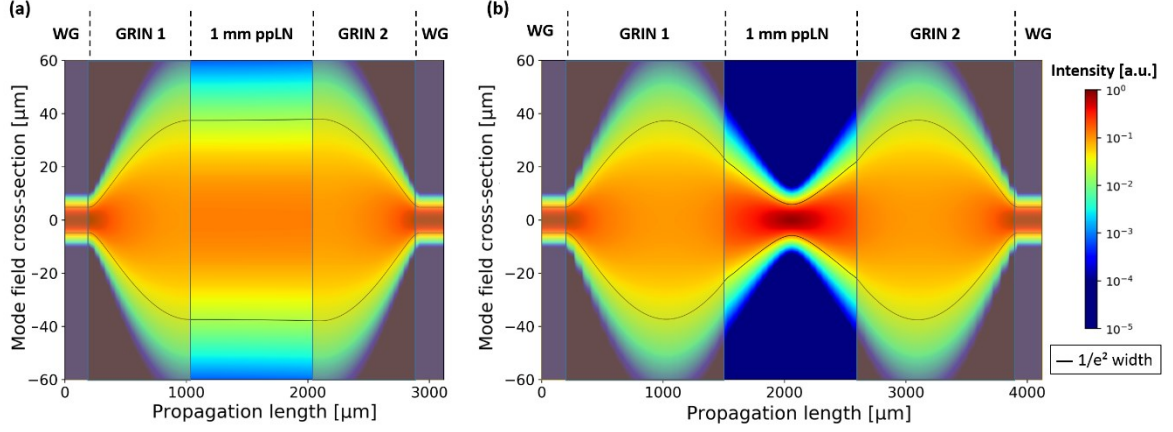 (a)
WG GRIN 1 1 mm ppLN GRIN 2 WG
60
40
20
0
−20
−40
−60
Mode field cross-section [µm]
0 1000 2000 3000
Propagation length [µm]
(b)
GRIN 1 1 mm ppLN GRIN 2 WG
60
40
20
0
−20
−40
−60
Mode field cross-section [µm]
0 1000 2000 3000 4000
Propagation length [µm]
Intensity [a.u.]
10⁰
10⁻¹
10⁻²
10⁻³
10⁻⁴
10⁻⁵
1/e² width